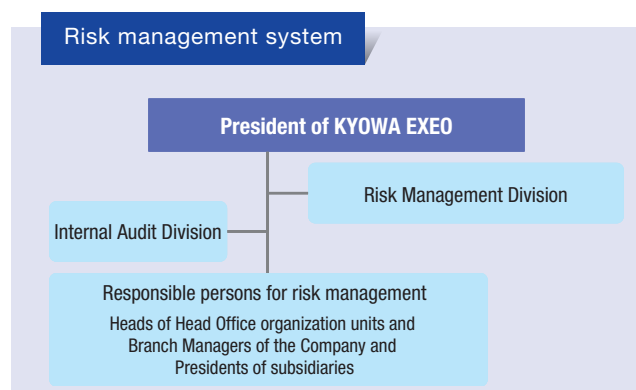 Risk management system
President of KYOWA EXEO
Risk Management Division
Internal Audit Division
Responsible persons for risk management
Heads of Head Office organization units and
Branch Managers of the Company and
Presidents of subsidiaries